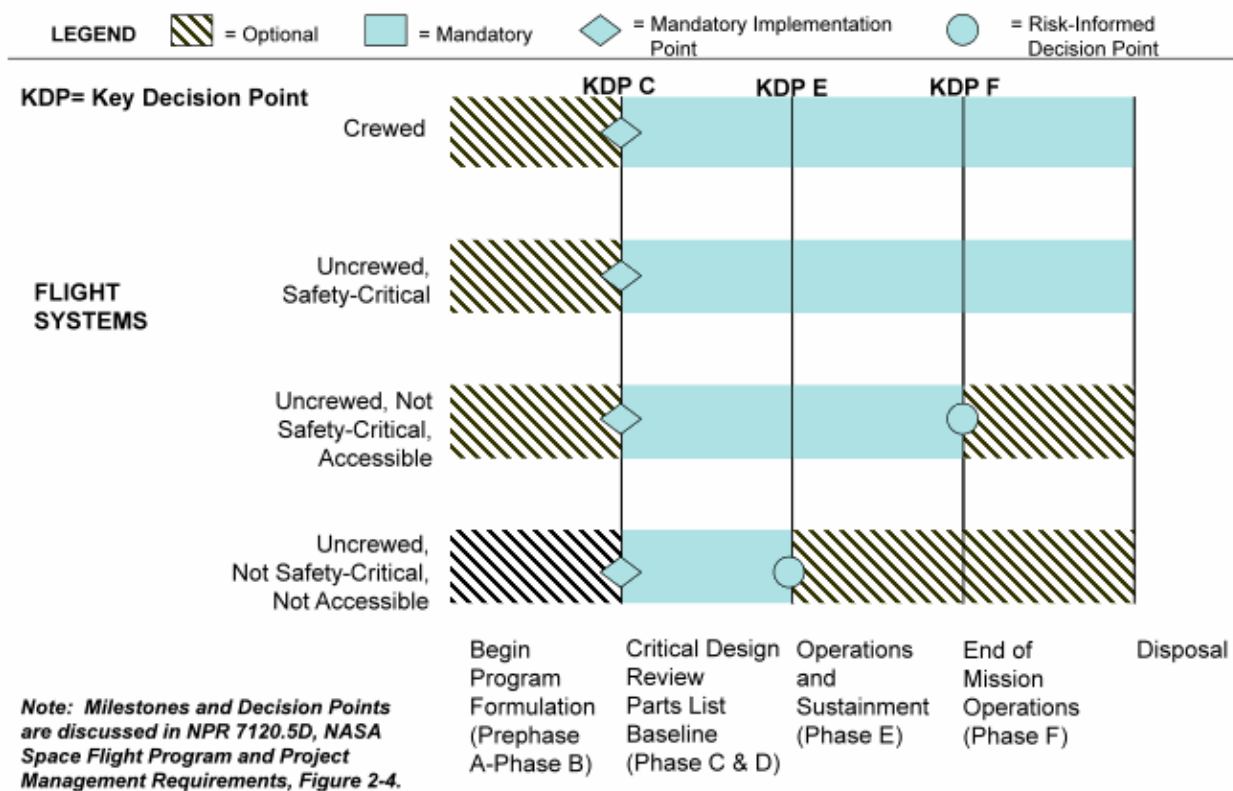 LEGEND = Optional = Mandatory = Mandatory Implementation = Risk-Informed
Point Decision Point
KDP= Key Decision Point
KDP C KDP E KDP F
Crewed
Uncrewed,
Safety-Critical
FLIGHT
SYSTEMS
Uncrewed, Not
Safety-Critical,
Accessible
Uncrewed,
Not Safety-Critical,
Not Accessible
Begin
Program
Formulation
(Prephase
A-Phase B)
Critical Design
Review
Parts List
Baseline
(Phase C & D)
Operations
and
Sustainment
(Phase E)
End of
Mission
Operations
(Phase F)
Disposal
Note: Milestones and Decision Points
are discussed in NPR 7120.5D, NASA
Space Flight Program and Project
Management Requirements, Figure 2-4.